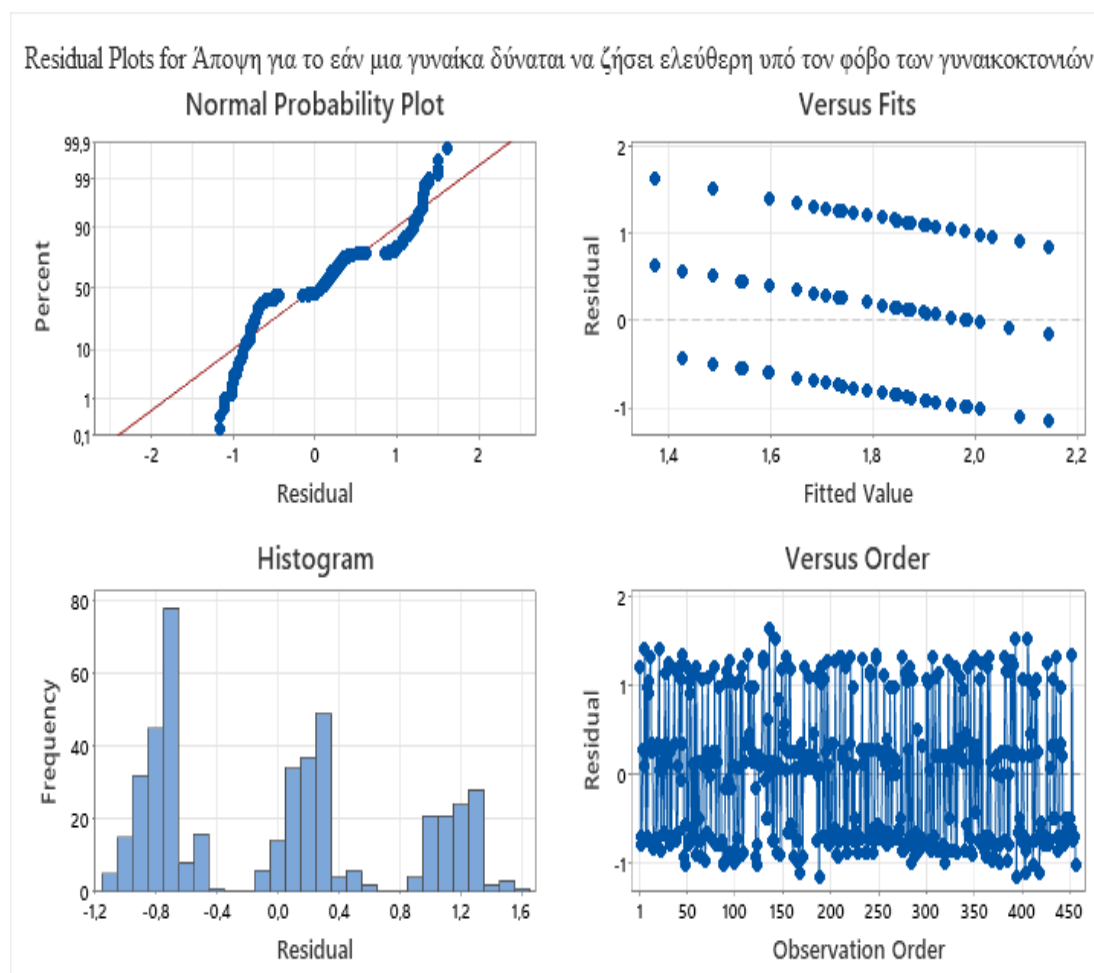 Residual Plots for Άποψη για το εάν μια γυναίκα δύναται να ζήσει ελεύθερη υπό τον φόβο των γυναικοκτονιών
Normal Probability Plot
99,9
99
90
50
10
1
0,1
Percent
-2 -1 0 1 2
Residual
Versus Fits
2
1
0
-1
Residual
1,4 1,6 1,8 2,0 2,2
Fitted Value
Histogram
80
60
40
20
0
Frequency
-1,2 -0,8 -0,4 0,0 0,4 0,8 1,2 1,6
Residual
Versus Order
2
1
0
-1
Residual
1 50 100 150 200 250 300 350 400 450
Observation Order